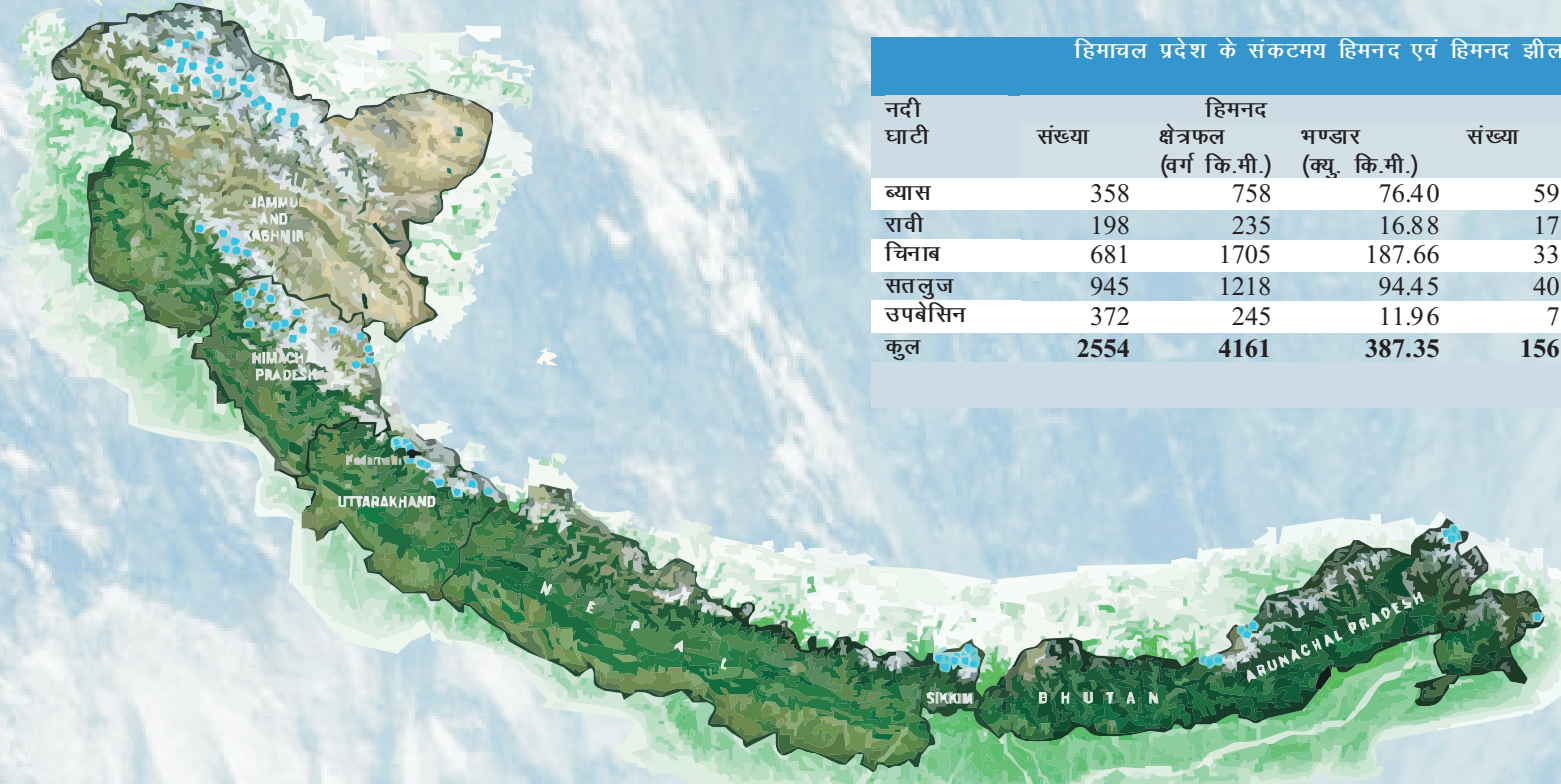 हिमाचल प्रदेश के संकटमय हिमनद एवं हिमनद झील
नदी हिमनद
घाटी संख्या क्षेत्रफल भण्डार संख्या
(वर्ग कि.मी.) (क्यु. कि.मी.)
ब्यास 358 758 76.40 59
रावी 198 235 16.88 17
चिनाब 681 1705 187.66 33
सतलुज 945 1218 94.45 40
उपबेसिन 372 245 11.96 7
कुल 2554 4161 387.35 156
JAMMU
AND
KASHMIR
HIMACHA
PRADESH
UTTARAKHAND
NEPAL
SIKKIM
BHUTAN
ARUNACHAL PRADESH